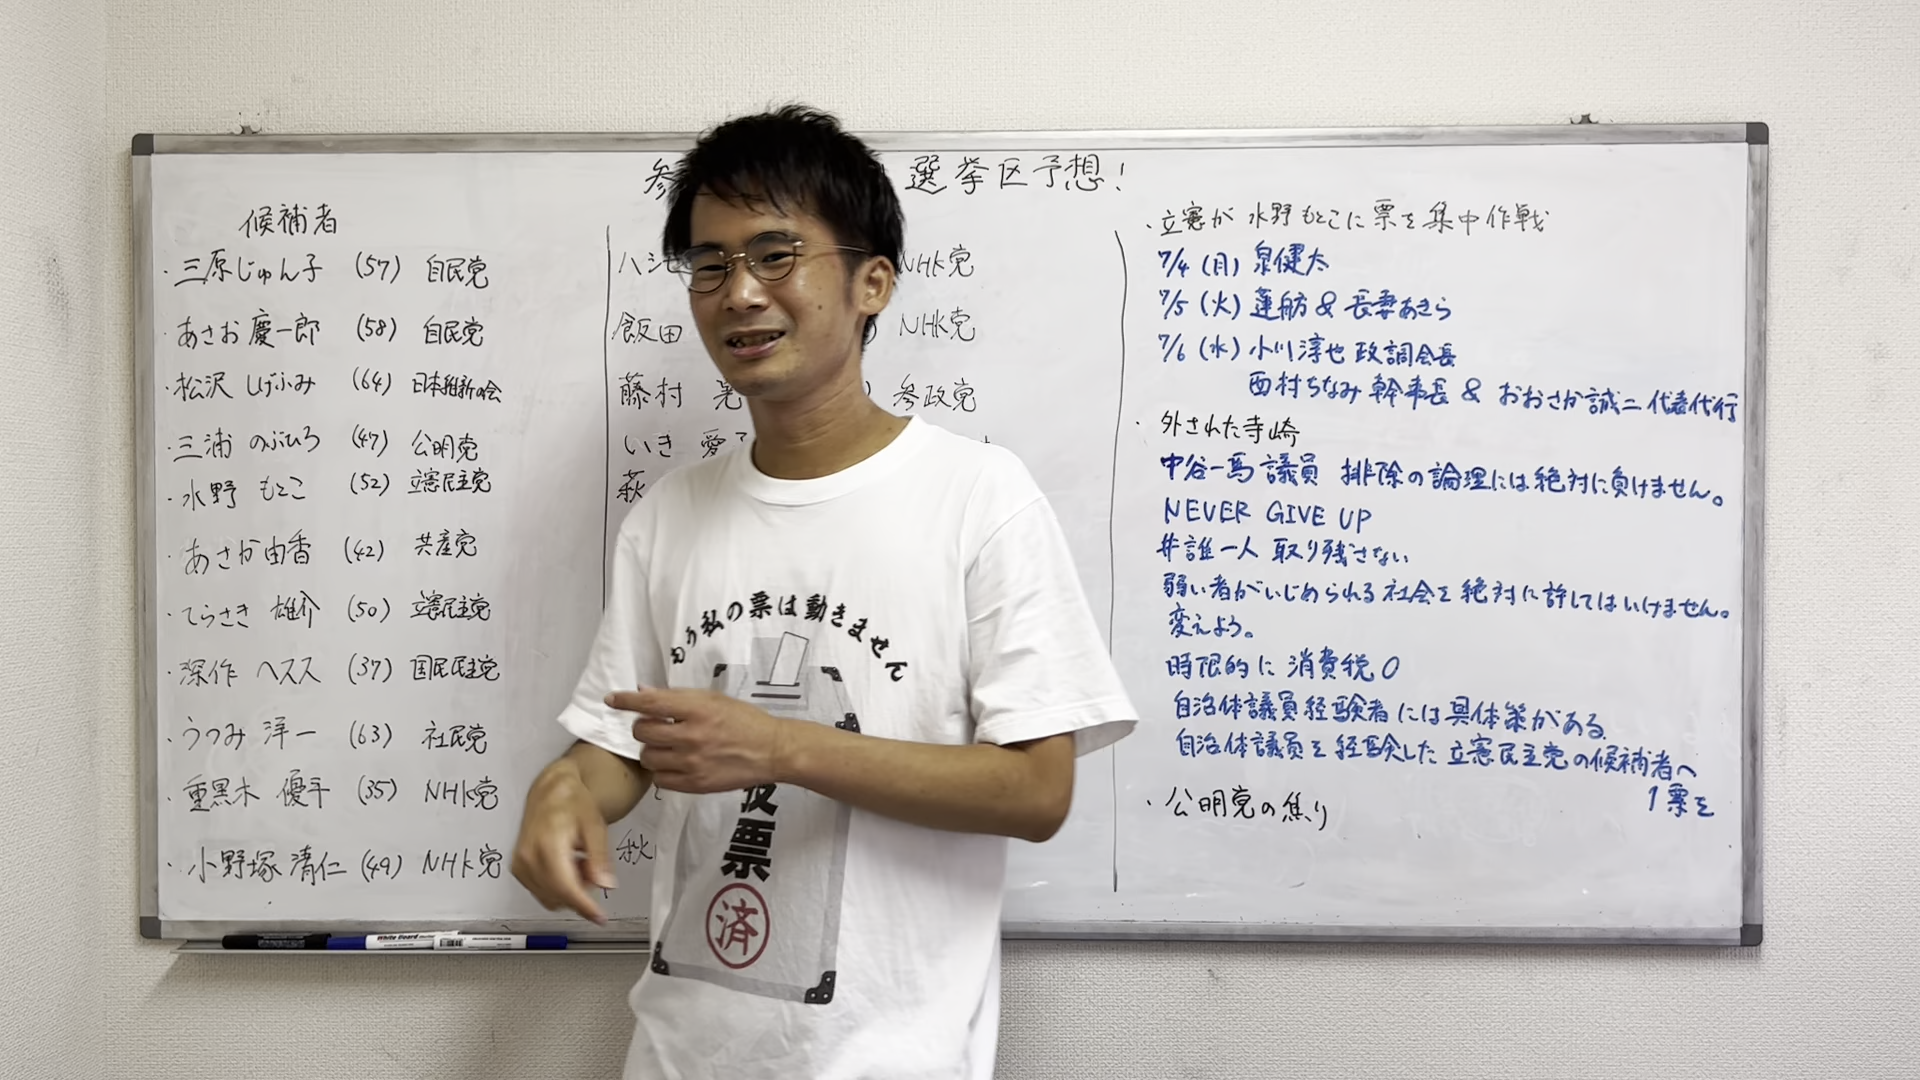 参 選挙区予想!
候補者
・三原じゅん子 (57) 自民党
・あさお 慶一郎 (58) 自民党
・松沢 しげふみ (64) 日本維新の会
・三浦 のぶひろ (47) 公明党
・水野 もとこ (52) 立憲民主党
・あさか由香 (42) 共産党
・てらさき 雄介 (50) 立憲民主党
・深作 ヘスス (37) 国民民主党
・うつみ 洋一 (63) 社民党
・重黒木 優平 (35) NHK党
・小野塚 清仁 (49) NHK党
ハシ NHK党
飯田 NHK党
藤村 晃 参政党
いき 愛
萩
秋
・立憲が 水野もとこに票を集中作戦
7/4 (月) 泉健太
7/5 (火) 蓮舫 & 長妻あきら
7/6 (水) 小川淳也 政調会長
西村ちなみ 幹事長 & おおさか誠二 代表代行
・外された寺崎
中谷一馬議員 排除の論理には絶対に負けません。
NEVER GIVE UP
#誰一人取り残さない
弱い者がいじめられる社会を絶対に許してはいけません。
変えよう。
時限的に 消費税0
自治体議員経験者には具体策がある
自治体議員を経験した立憲民主党の候補者へ
1票を
・公明党の焦り
もう私の票は動きません
投票
済
White Board